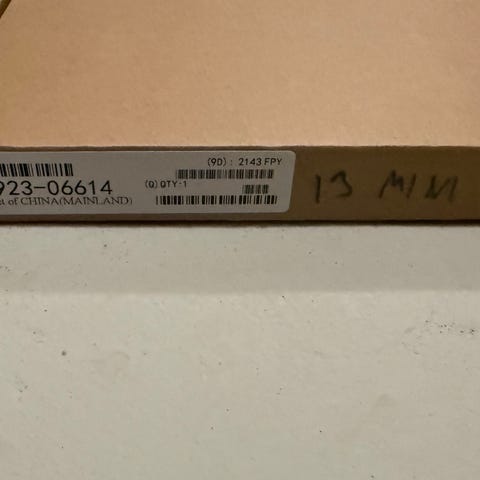 (9D): 2143 FPY
923-06614
(Q) QTY:1
of CHINA(MAINLAND)
13 MINI